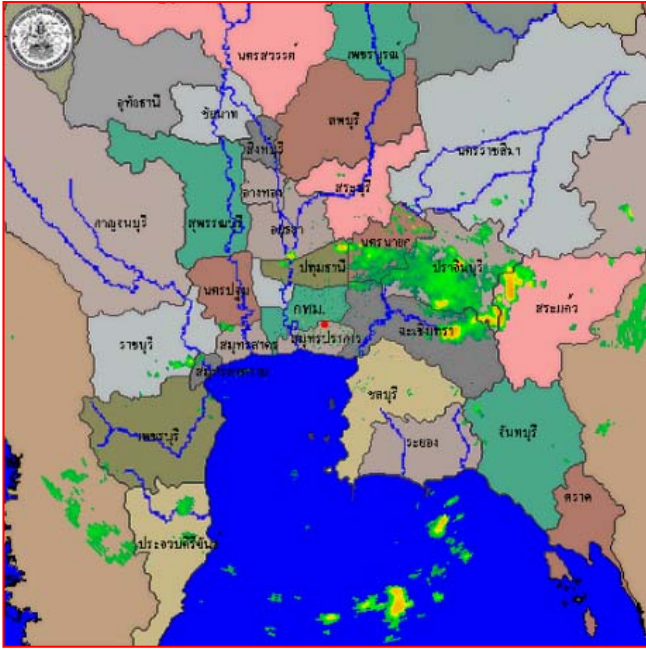 นครสวรรค์
เพชรบูรณ์
อุทัยธานี
ชัยนาท
ลพบุรี
สิงห์บุรี
นครราชสีมา
สระบุรี
อ่างทอง
กาญจนบุรี
สุพรรณบุรี
อยุธยา
นครนายก
ปราจีนบุรี
ปทุมธานี
นครปฐม
กทม.
สระแก้ว
ฉะเชิงเทรา
ราชบุรี
สมุทรสาคร
สมุทรปราการ
สมุทรสงคราม
ชลบุรี
เพชรบุรี
จันทบุรี
ระยอง
ตราด
ประจวบคีรีขันธ์